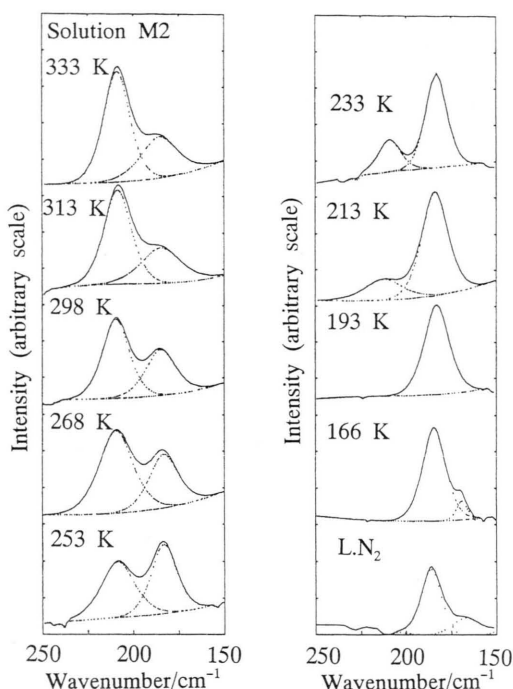 Solution M2
333 K
313 K
298 K
268 K
253 K
Intensity (arbitrary scale)
250 200 150
Wavenumber/cm⁻¹
233 K
213 K
193 K
166 K
L.N₂
Intensity (arbitrary scale)
250 200 150
Wavenumber/cm⁻¹